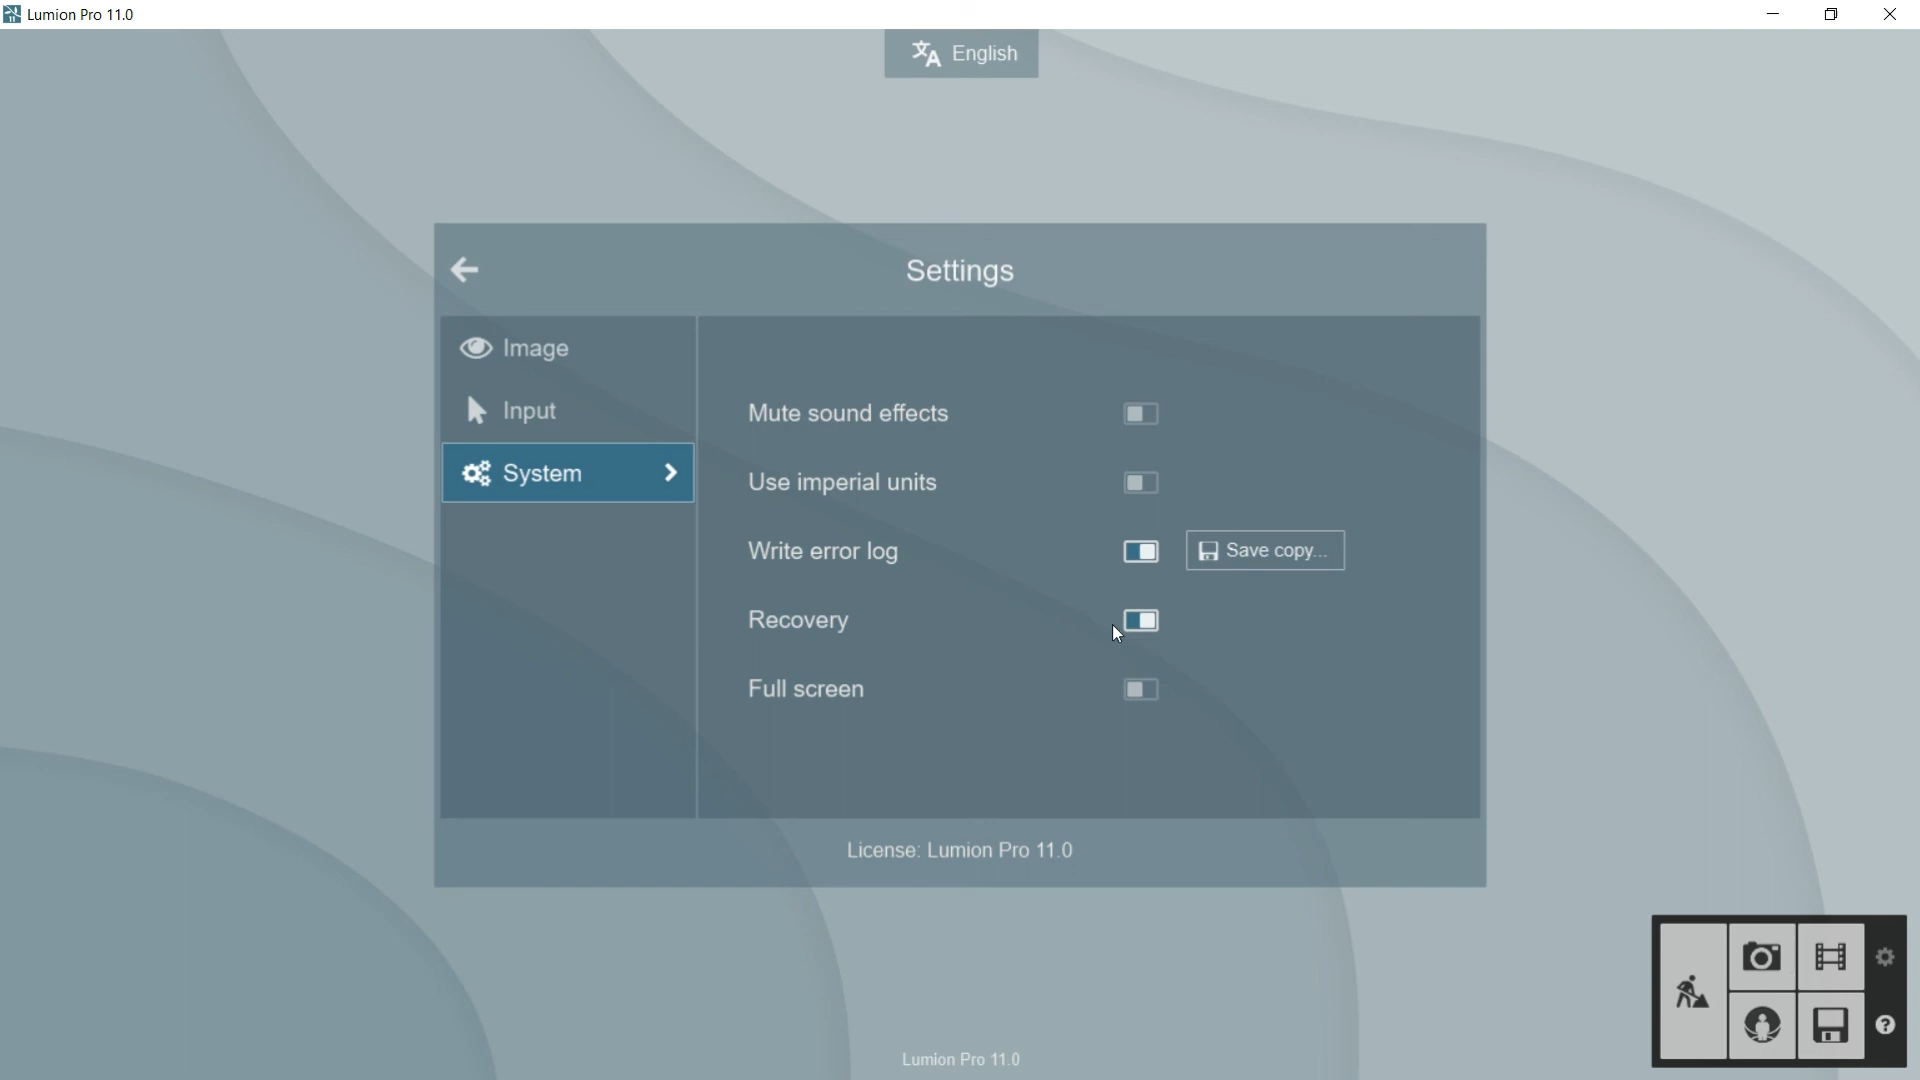 Lumion Pro 11.0
English
Settings
Image
Input
System
Mute sound effects
Use imperial units
Write error log
Save copy...
Recovery
Full screen
License: Lumion Pro 11.0
Lumion Pro 11.0